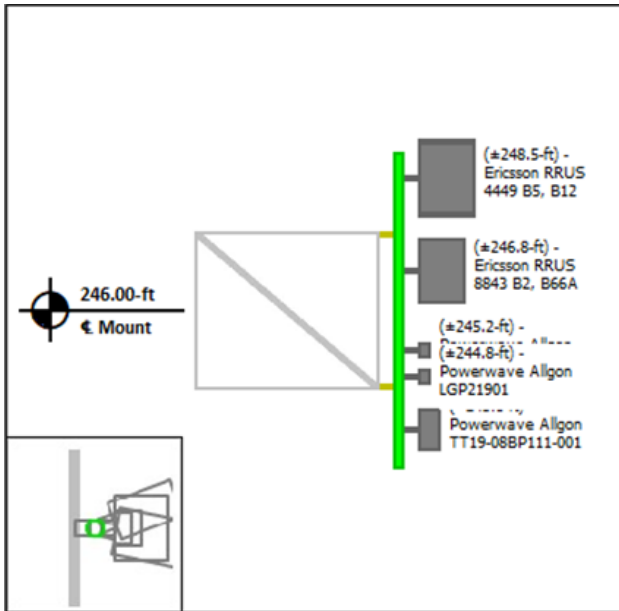 (±248.5-ft) -
Ericsson RRUS
4449 B5, B12
(±246.8-ft) -
Ericsson RRUS
8843 B2, B66A
246.00-ft
℄ Mount
(±245.2-ft) -
(±244.8-ft) -
Powerwave Allgon
LGP21901
Powerwave Allgon
TT19-08BP111-001